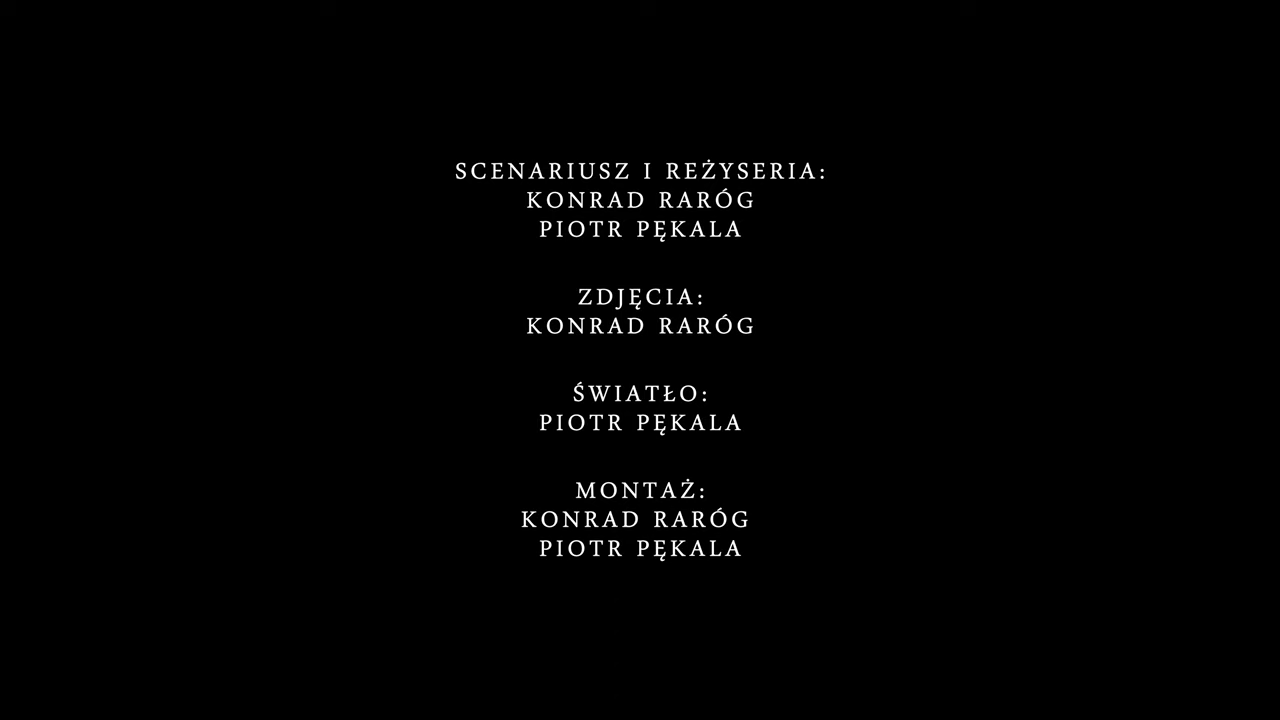 SCENARIUSZ I REŻYSERIA:
KONRAD RARÓG
PIOTR PĘKALA
ZDJĘCIA:
KONRAD RARÓG
ŚWIATŁO:
PIOTR PĘKALA
MONTAŻ:
KONRAD RARÓG
PIOTR PĘKALA